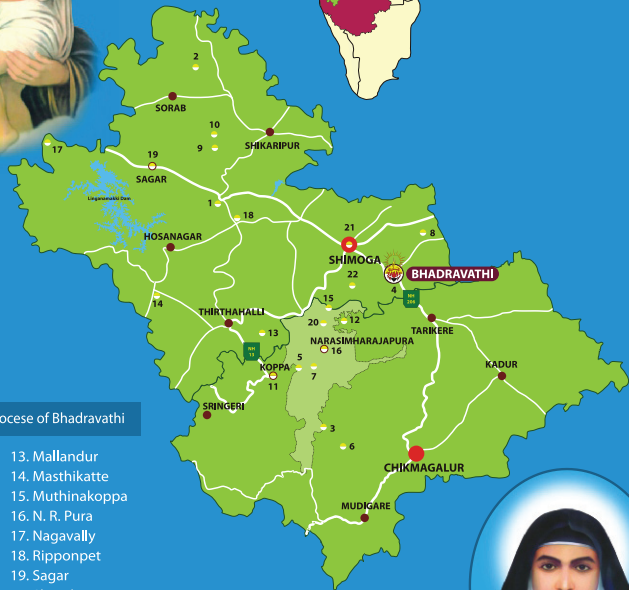 2
SORAB
10
9
SHIKARIPUR
17
19
SAGAR
Linganamakki Dam
1
18
21
8
HOSANAGAR
SHIMOGA
BHADRAVATHI
22
4
14
15
NH
206
THIRTHAHALLI
20
12
TARIKERE
13
NARASIMHARAJAPURA
NH
13
16
5
KOPPA
7
KADUR
11
SRINGERI
3
6
CHIKMAGALUR
MUDIGARE
ocese of Bhadravathi
13. Mallandur
14. Masthikatte
15. Muthinakoppa
16. N. R. Pura
17. Nagavally
18. Ripponpet
19. Sagar